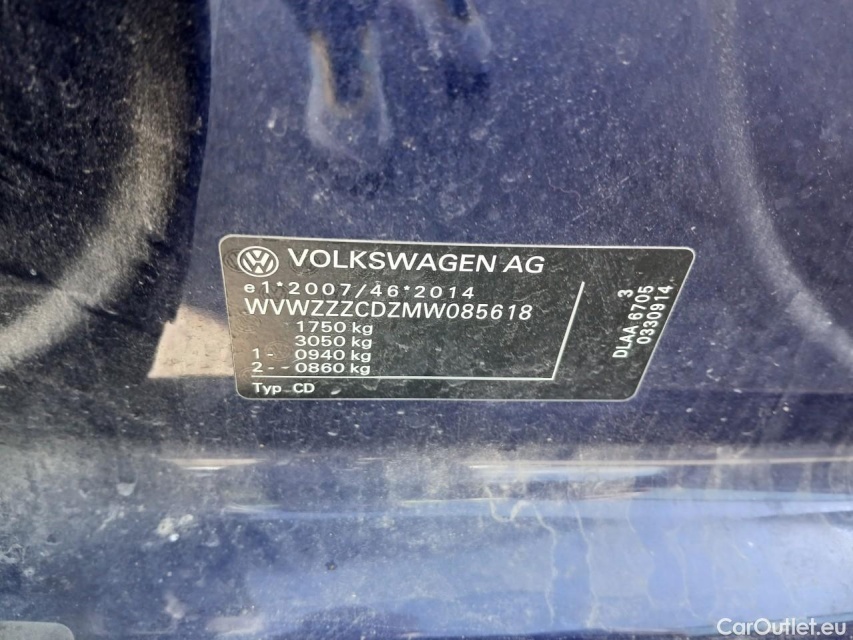 VOLKSWAGEN AG
e1*2007/46*2014
WVWZZZCDZMW085618
1750 kg
3050 kg
1- 0940 kg
2-- 0860 kg
Typ CD
3
DLAA 6705
0330914
CarOutlet.eu